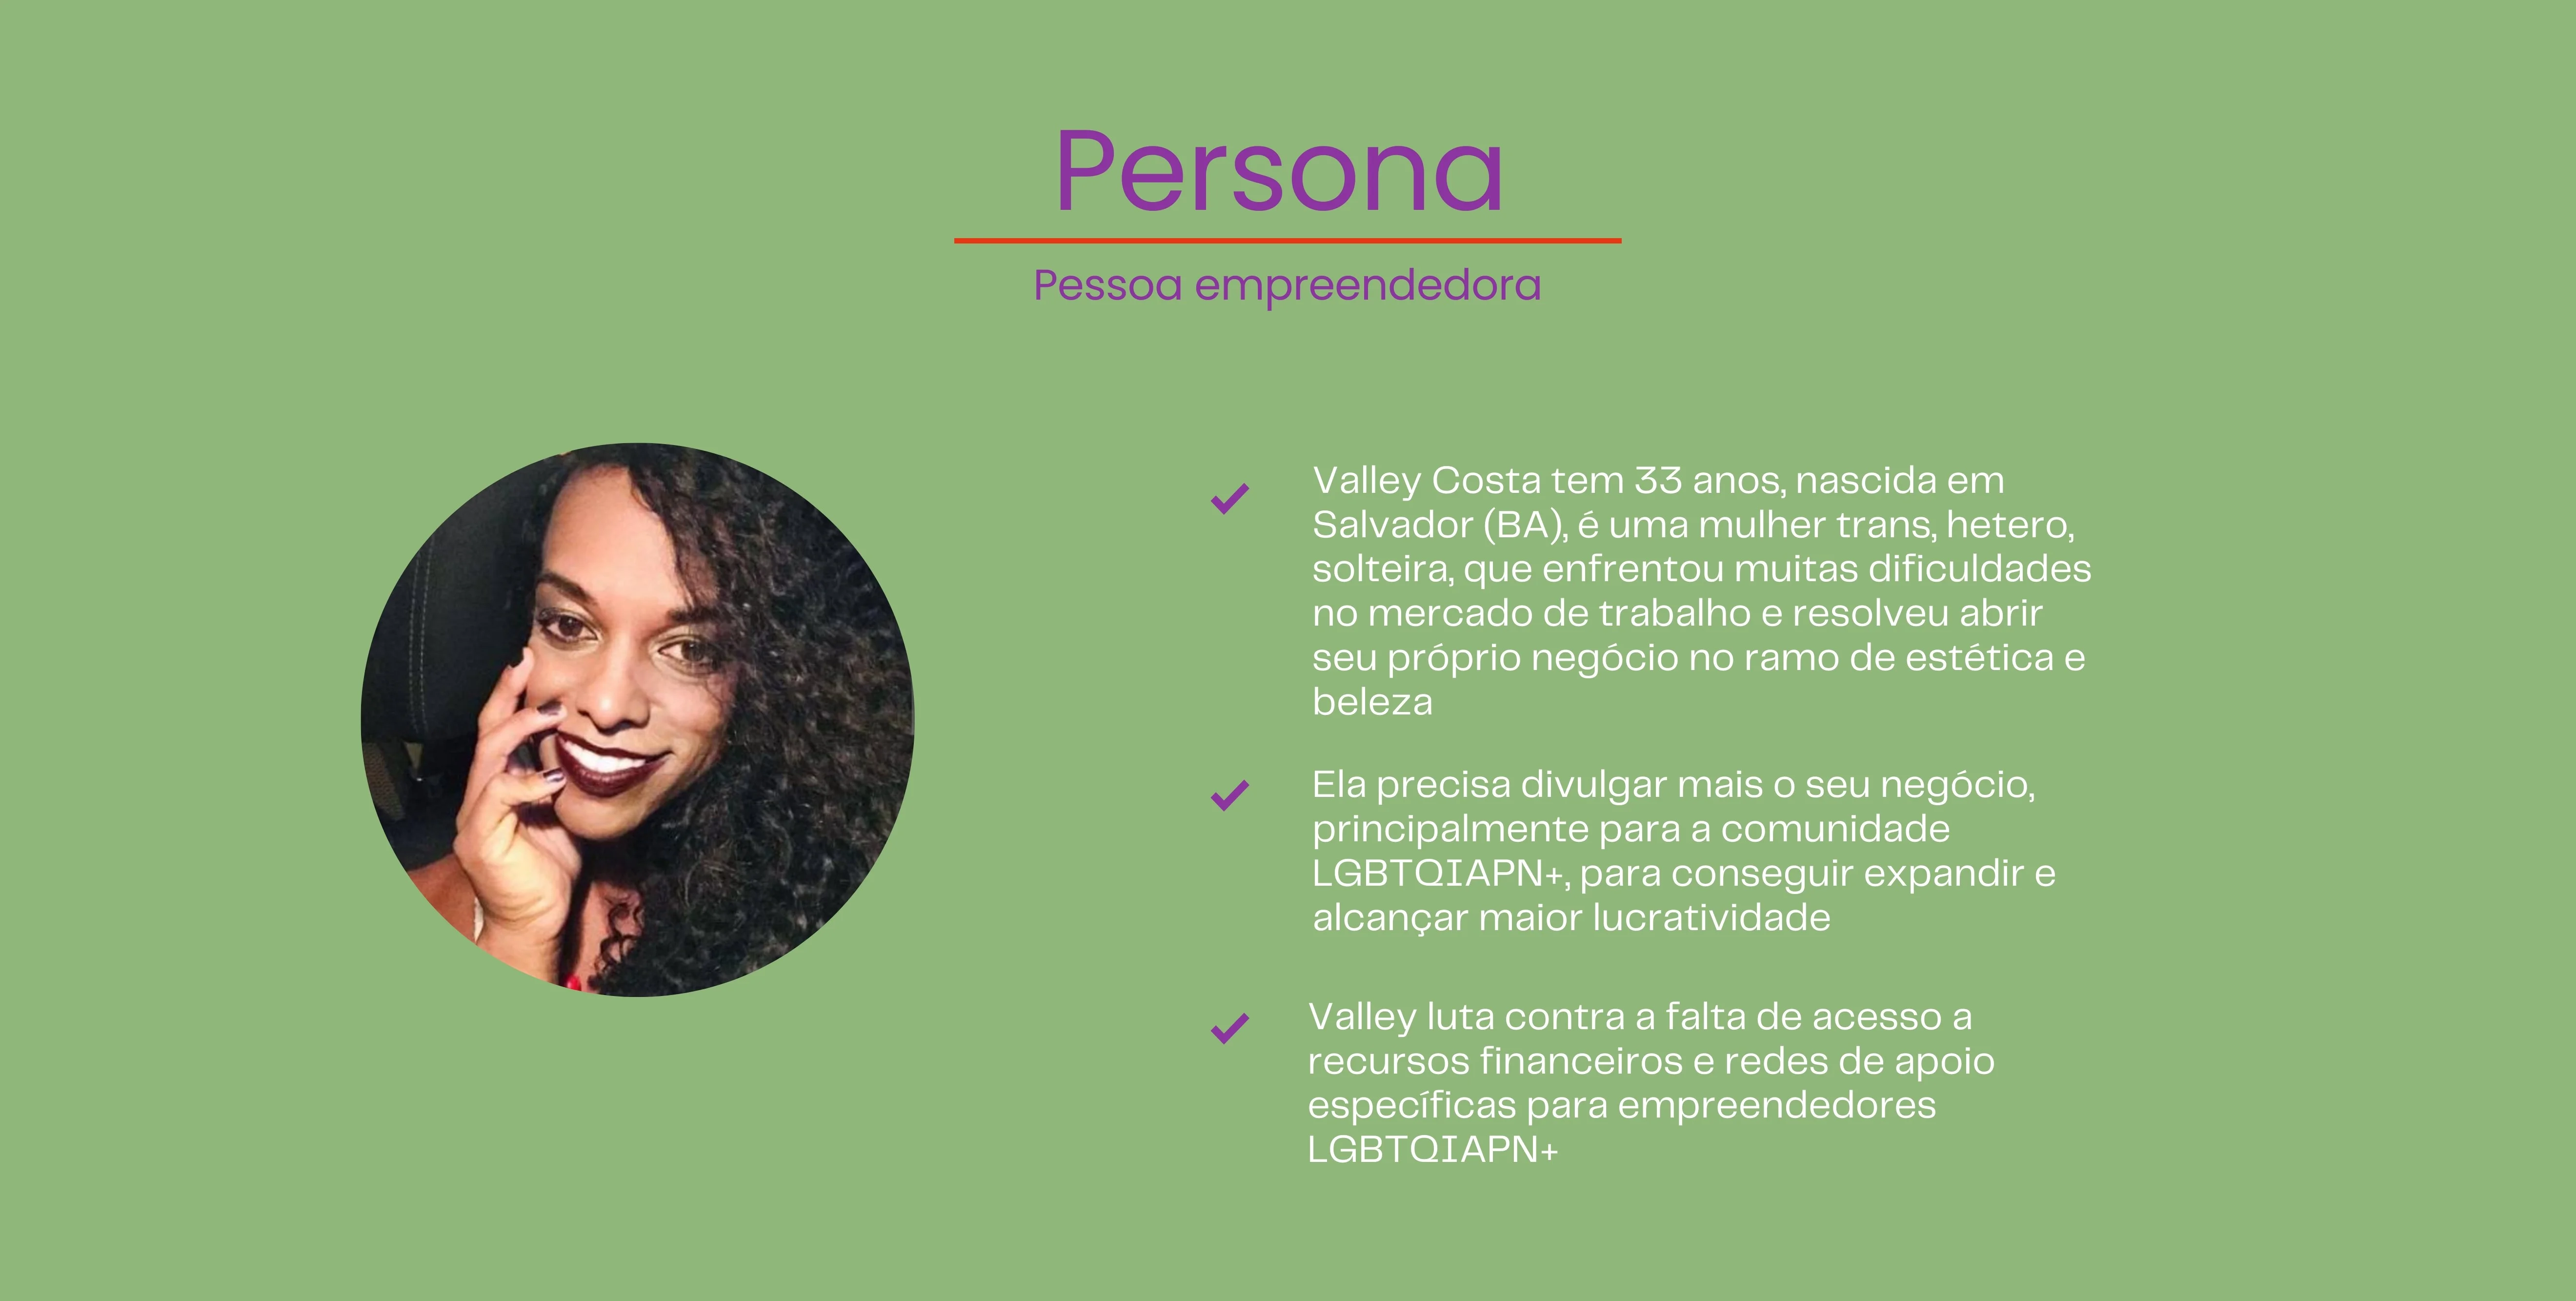 Persona
Pessoa empreendedora
Valley Costa tem 33 anos, nascida em
Salvador (BA), é uma mulher trans, hetero,
solteira, que enfrentou muitas dificuldades
no mercado de trabalho e resolveu abrir
seu próprio negócio no ramo de estética e
beleza
Ela precisa divulgar mais o seu negócio,
principalmente para a comunidade
LGBTQIAPN+, para conseguir expandir e
alcançar maior lucratividade
Valley luta contra a falta de acesso a
recursos financeiros e redes de apoio
específicas para empreendedores
LGBTQIAPN+